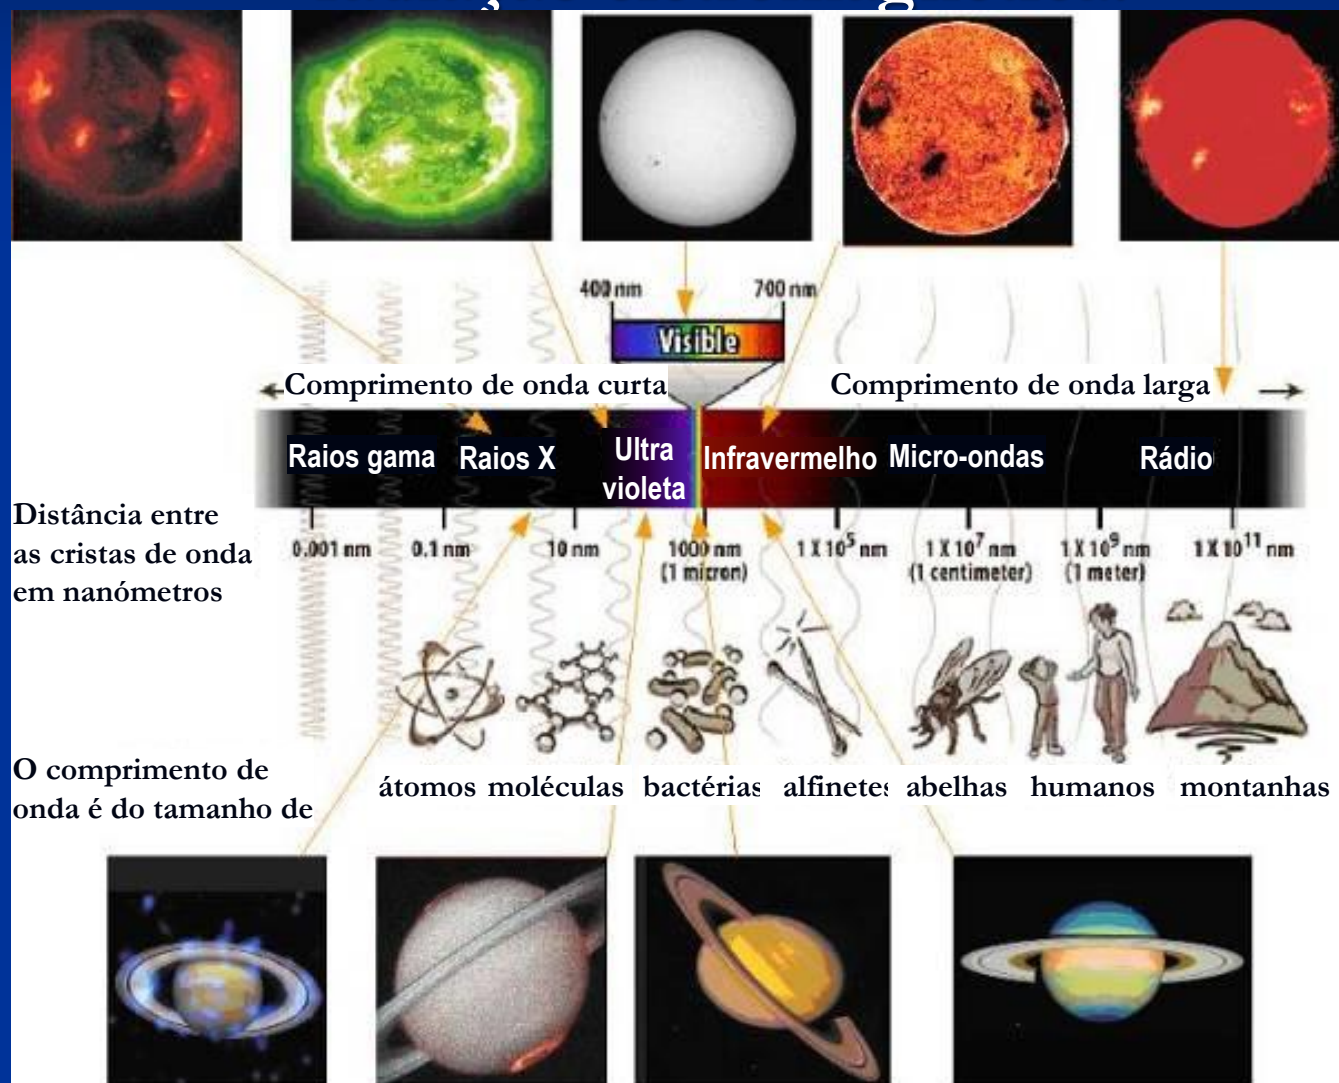 400 nm 700 nm
Visible
Comprimento de onda curta Comprimento de onda larga
Raios gama Raios X Ultra violeta Infravermelho Micro-ondas Rádio
Distância entre
as cristas de onda
em nanómetros
0.001 nm 0.1 nm 10 nm 1000 nm 1 X 10⁵ nm 1 X 10⁷ nm 1 X 10⁹ nm 1 X 10¹¹ nm
(1 micron) (1 centimeter) (1 meter)
O comprimento de
onda é do tamanho de
átomos moléculas bactérias alfinetes abelhas humanos montanhas